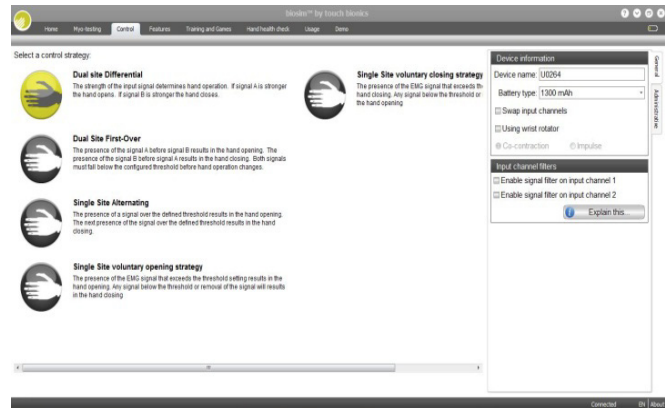 biosim™ by touch bionics
Home Myo-testing Control Features Training and Games Hand health check Usage Demo
Select a control strategy:
Dual site Differential
The strength of the input signal determines hand operation. If signal A is stronger
the hand opens. If signal B is stronger the hand closes.
Dual Site First-Over
The presence of the signal A before signal B results in the hand opening. The
presence of the signal B before signal A results in the hand closing. Both signals
must fall below the configured threshold before hand operation changes.
Single Site Alternating
The presence of a signal over the defined threshold results in the hand opening.
The next presence of the signal over the defined threshold results in the hand
closing.
Single Site voluntary opening strategy
The presence of the EMG signal that exceeds the threshold setting results in the
hand opening. Any signal below the threshold or removal of the signal will results
in the hand closing
Single Site voluntary closing strategy
The presence of the EMG signal that exceeds th
hand closing. Any signal below the threshold or
the hand opening
Device information
Device name: U0264
Battery type: 1300 mAh
Swap input channels
Using wrist rotator
Co-contraction Impulse
Input channel filters
Enable signal filter on input channel 1
Enable signal filter on input channel 2
Explain this...
General
Administrative
Connected EN About